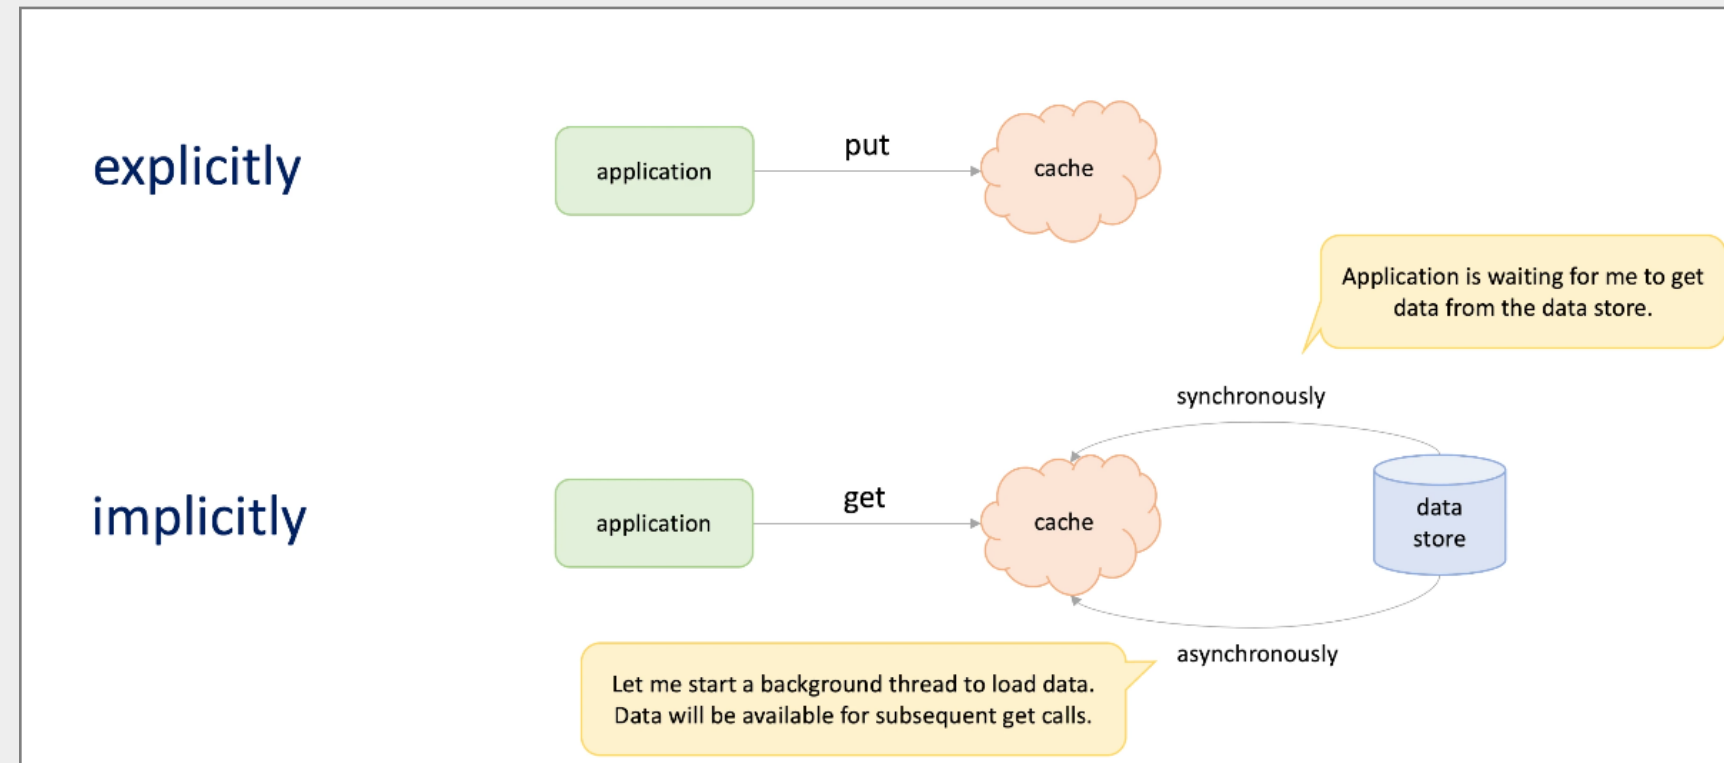 explicitly
application
put
cache
Application is waiting for me to get
data from the data store.
synchronously
implicitly
application
get
cache
data
store
asynchronously
Let me start a background thread to load data.
Data will be available for subsequent get calls.